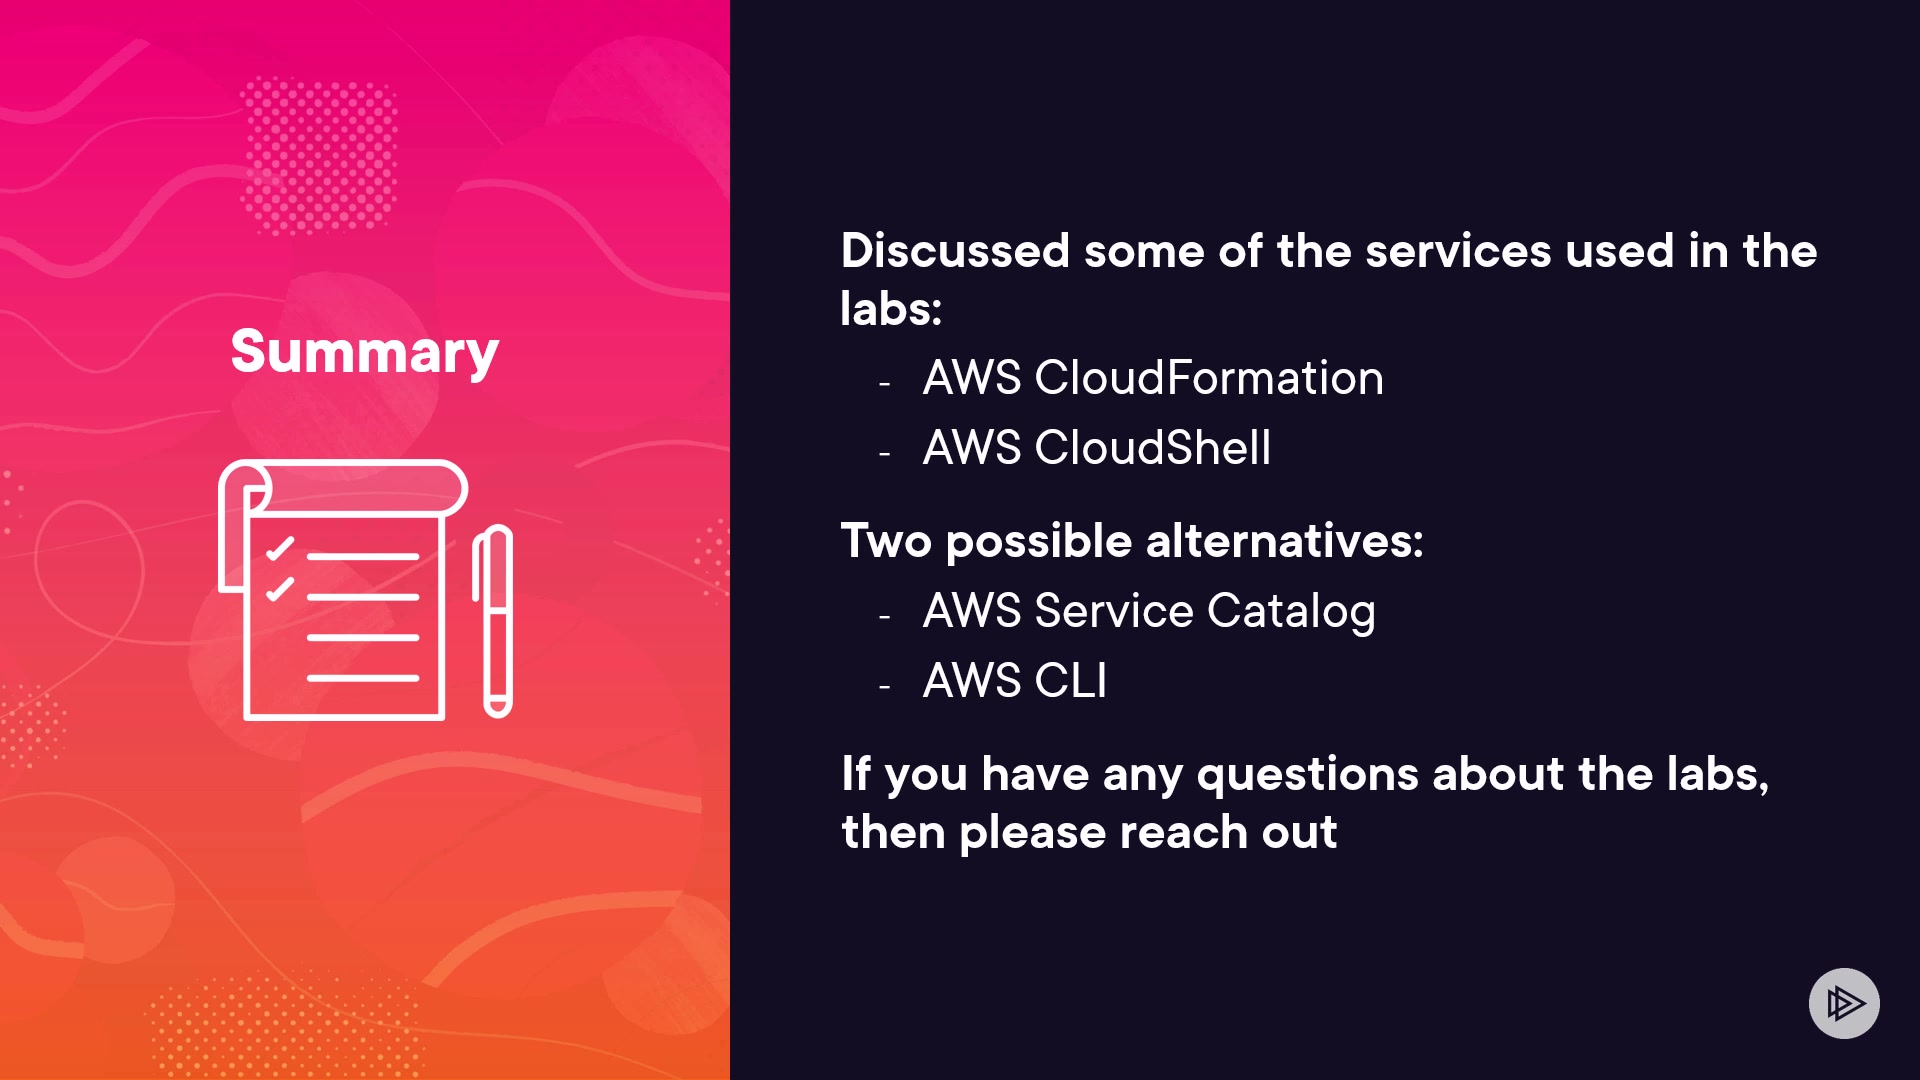 Summary
Discussed some of the services used in the
labs:
- AWS CloudFormation
- AWS CloudShell
Two possible alternatives:
- AWS Service Catalog
- AWS CLI
If you have any questions about the labs,
then please reach out